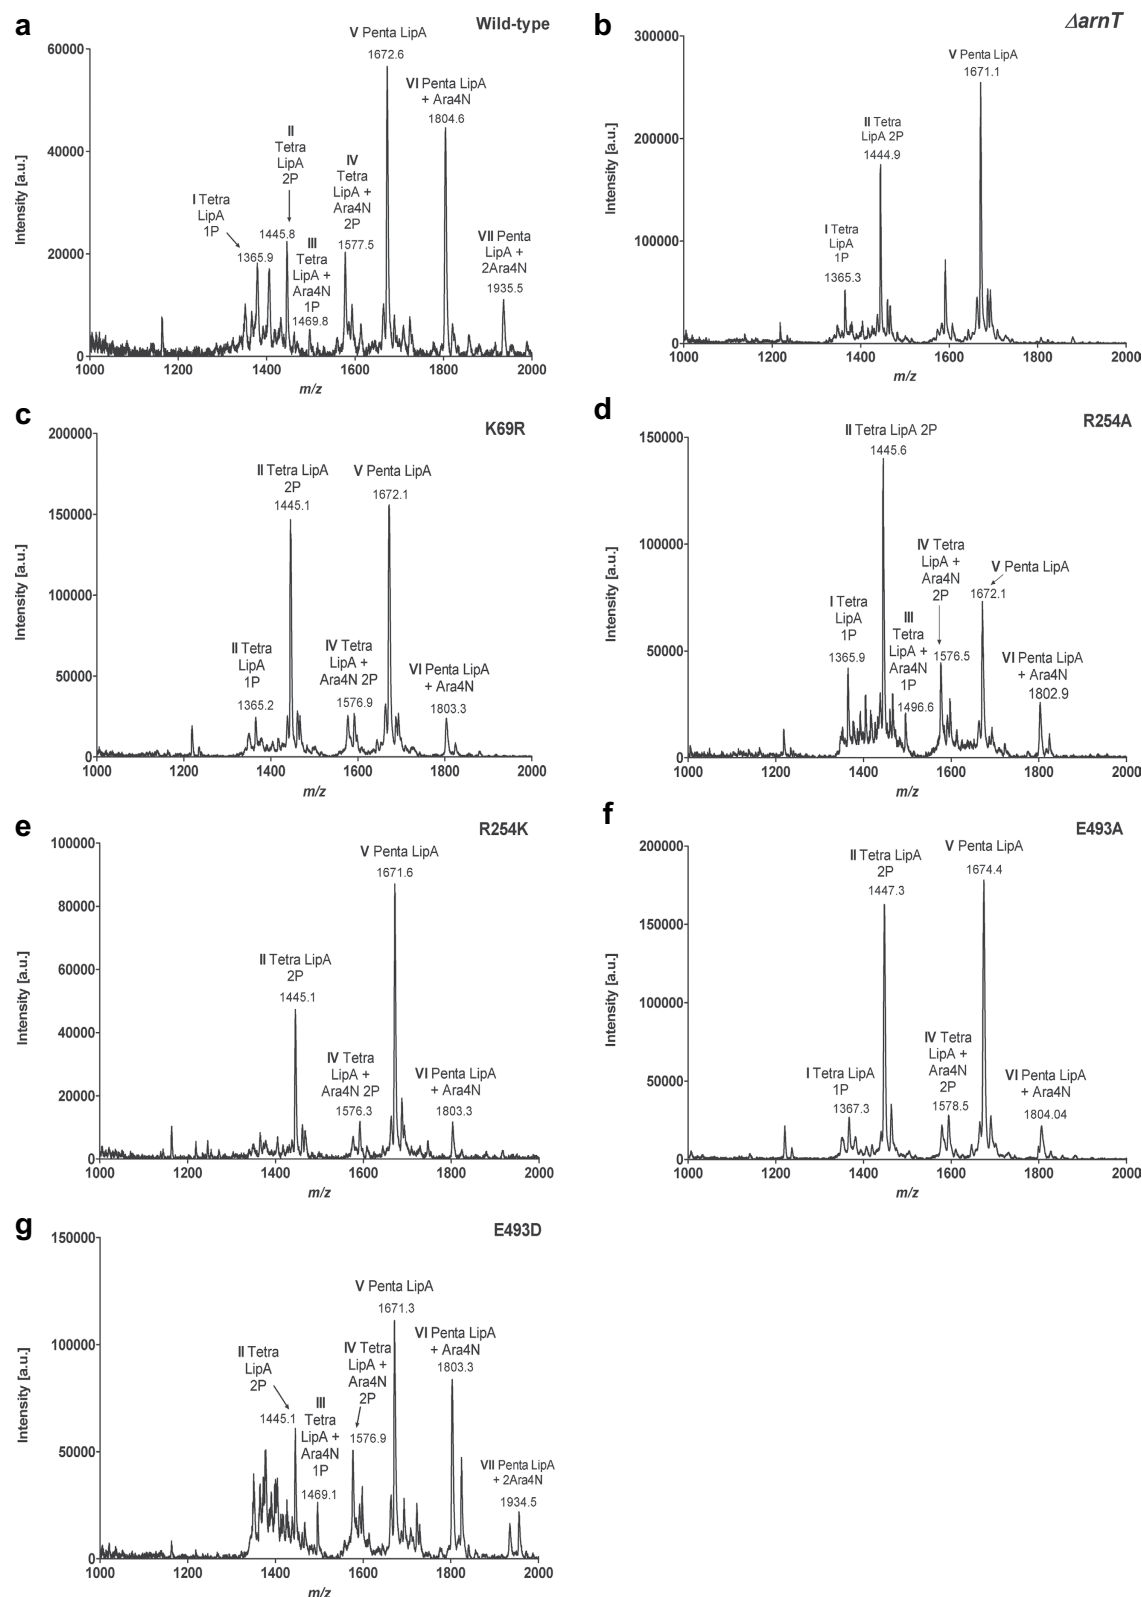 a
Wild-type
V Penta LipA
1672.6
VI Penta LipA
+ Ara4N
1804.6
II
Tetra
LipA
2P
1445.8
IV
Tetra
LipA +
Ara4N
2P
1577.5
I Tetra
LipA
1P
1365.9
III
Tetra
LipA +
Ara4N
1P
1469.8
VII Penta
LipA +
2Ara4N
1935.5
Intensity [a.u.]
60000
40000
20000
0
1000 1200 1400 1600 1800 2000
m/z
b
ΔarnT
V Penta LipA
1671.1
II Tetra
LipA 2P
1444.9
I Tetra
LipA
1P
1365.3
Intensity [a.u.]
300000
200000
100000
0
1000 1200 1400 1600 1800 2000
m/z
c
K69R
II Tetra LipA
2P
1445.1
V Penta LipA
1672.1
II Tetra
LipA
1P
1365.2
IV Tetra
LipA +
Ara4N 2P
1576.9
VI Penta LipA
+ Ara4N
1803.3
Intensity [a.u.]
200000
150000
100000
50000
0
1000 1200 1400 1600 1800 2000
m/z
d
R254A
II Tetra LipA 2P
1445.6
IV Tetra
LipA +
Ara4N
2P
1576.5
V Penta LipA
1672.1
I Tetra
LipA
1P
1365.9
III
Tetra
LipA +
Ara4N
1P
1496.6
VI Penta LipA
+ Ara4N
1802.9
Intensity [a.u.]
150000
100000
50000
0
1000 1200 1400 1600 1800 2000
m/z
e
R254K
V Penta LipA
1671.6
II Tetra LipA
2P
1445.1
IV Tetra
LipA +
Ara4N 2P
1576.3
VI Penta LipA
+ Ara4N
1803.3
Intensity [a.u.]
100000
80000
60000
40000
20000
0
1000 1200 1400 1600 1800 2000
m/z
f
E493A
II Tetra LipA
2P
1447.3
V Penta LipA
1674.4
I Tetra LipA
1P
1367.3
IV Tetra
LipA +
Ara4N
2P
1578.5
VI Penta LipA
+ Ara4N
1804.04
Intensity [a.u.]
200000
150000
100000
50000
0
1000 1200 1400 1600 1800 2000
m/z
g
E493D
V Penta LipA
1671.3
VI Penta LipA
+ Ara4N
1803.3
II Tetra
LipA
2P
1445.1
IV Tetra
LipA +
Ara4N
2P
1576.9
III
Tetra
LipA +
Ara4N
1P
1469.1
VII Penta LipA
+ 2Ara4N
1934.5
Intensity [a.u.]
150000
100000
50000
0
1000 1200 1400 1600 1800 2000
m/z